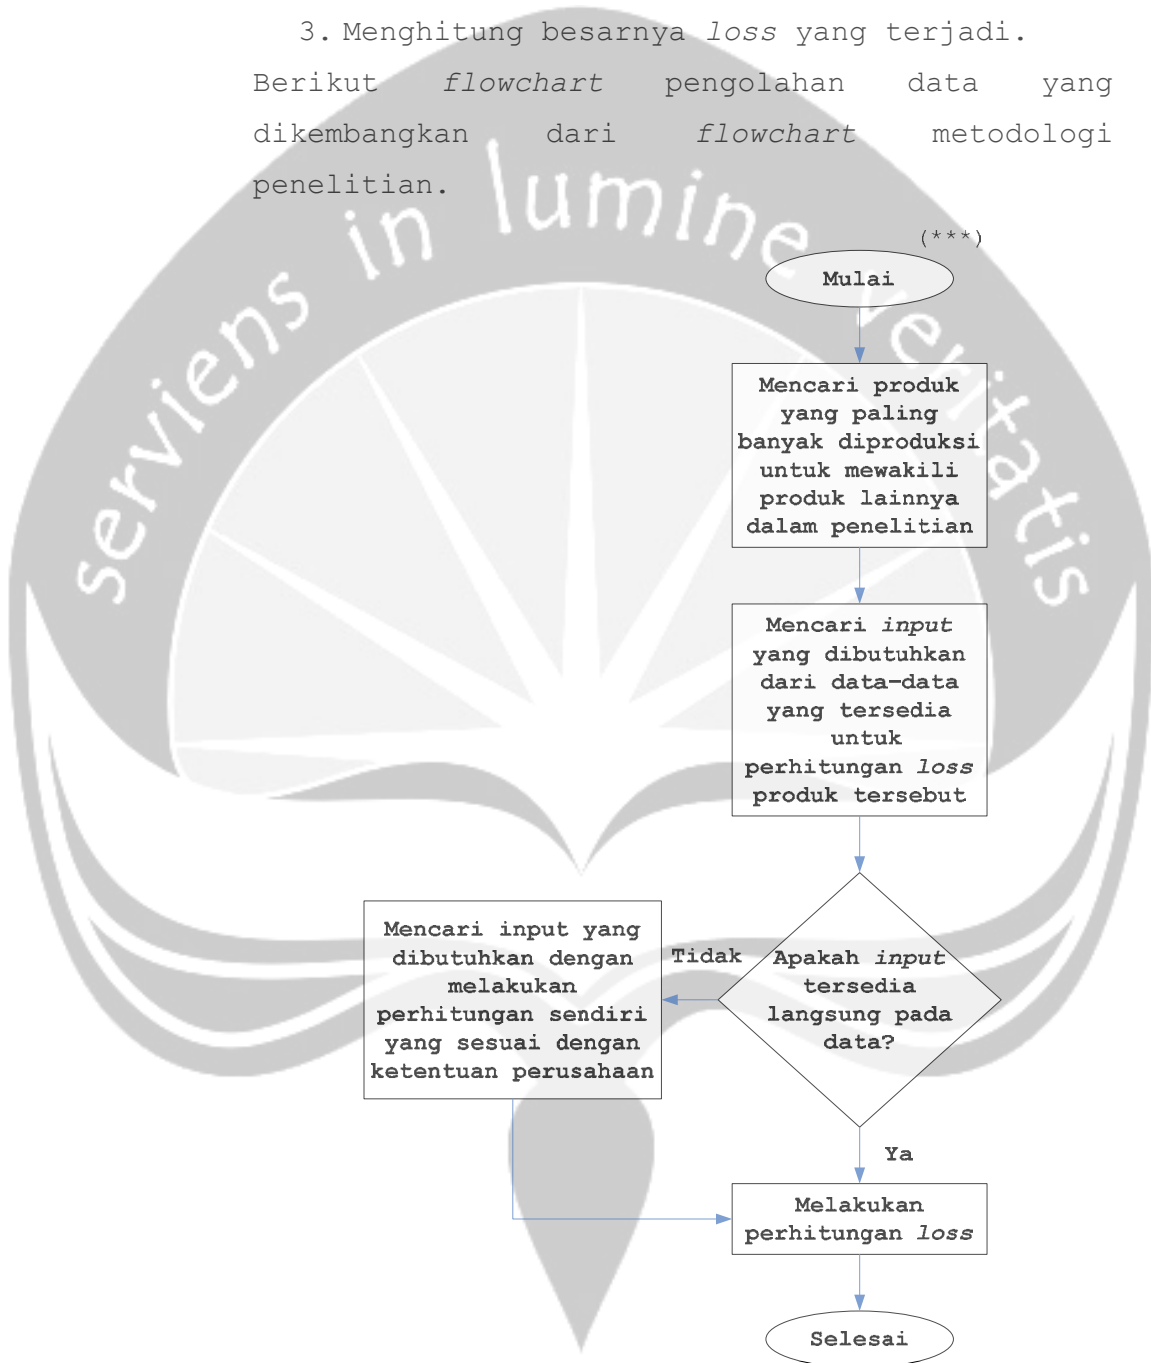 3. Menghitung besarnya loss yang terjadi.
Berikut flowchart pengolahan data yang
dikembangkan dari flowchart metodologi
penelitian.
serviens in lumine veritatis
(***)
Mulai
Mencari produk
yang paling
banyak diproduksi
untuk mewakili
produk lainnya
dalam penelitian
Mencari input
yang dibutuhkan
dari data-data
yang tersedia
untuk
perhitungan loss
produk tersebut
Apakah input
tersedia
langsung pada
data?
Tidak
Mencari input yang
dibutuhkan dengan
melakukan
perhitungan sendiri
yang sesuai dengan
ketentuan perusahaan
Ya
Melakukan
perhitungan loss
Selesai